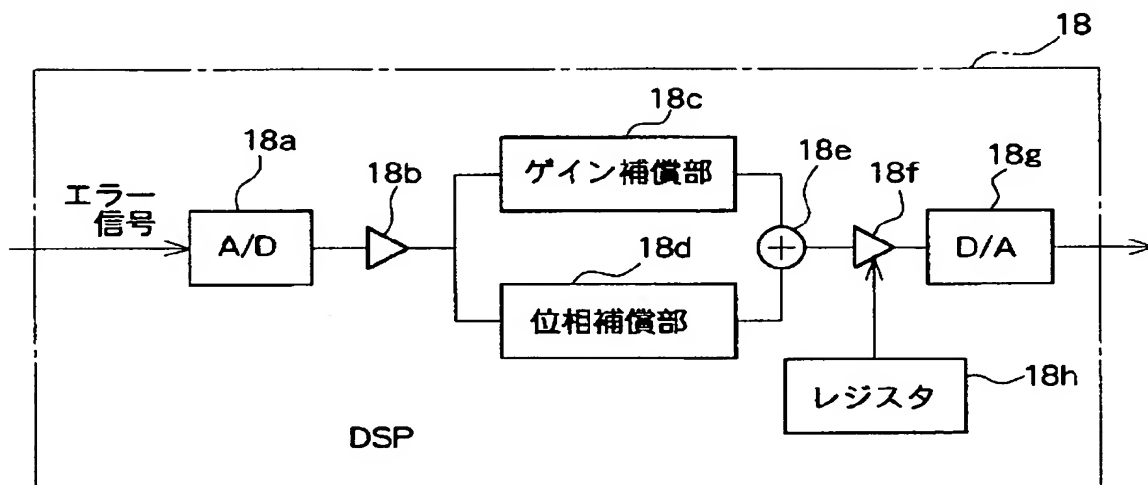 18
18c
18a
18b
ゲイン補償部
18e
18f
18g
エラー
信号
A/D
+
D/A
18d
位相補償部
レジスタ
18h
DSP